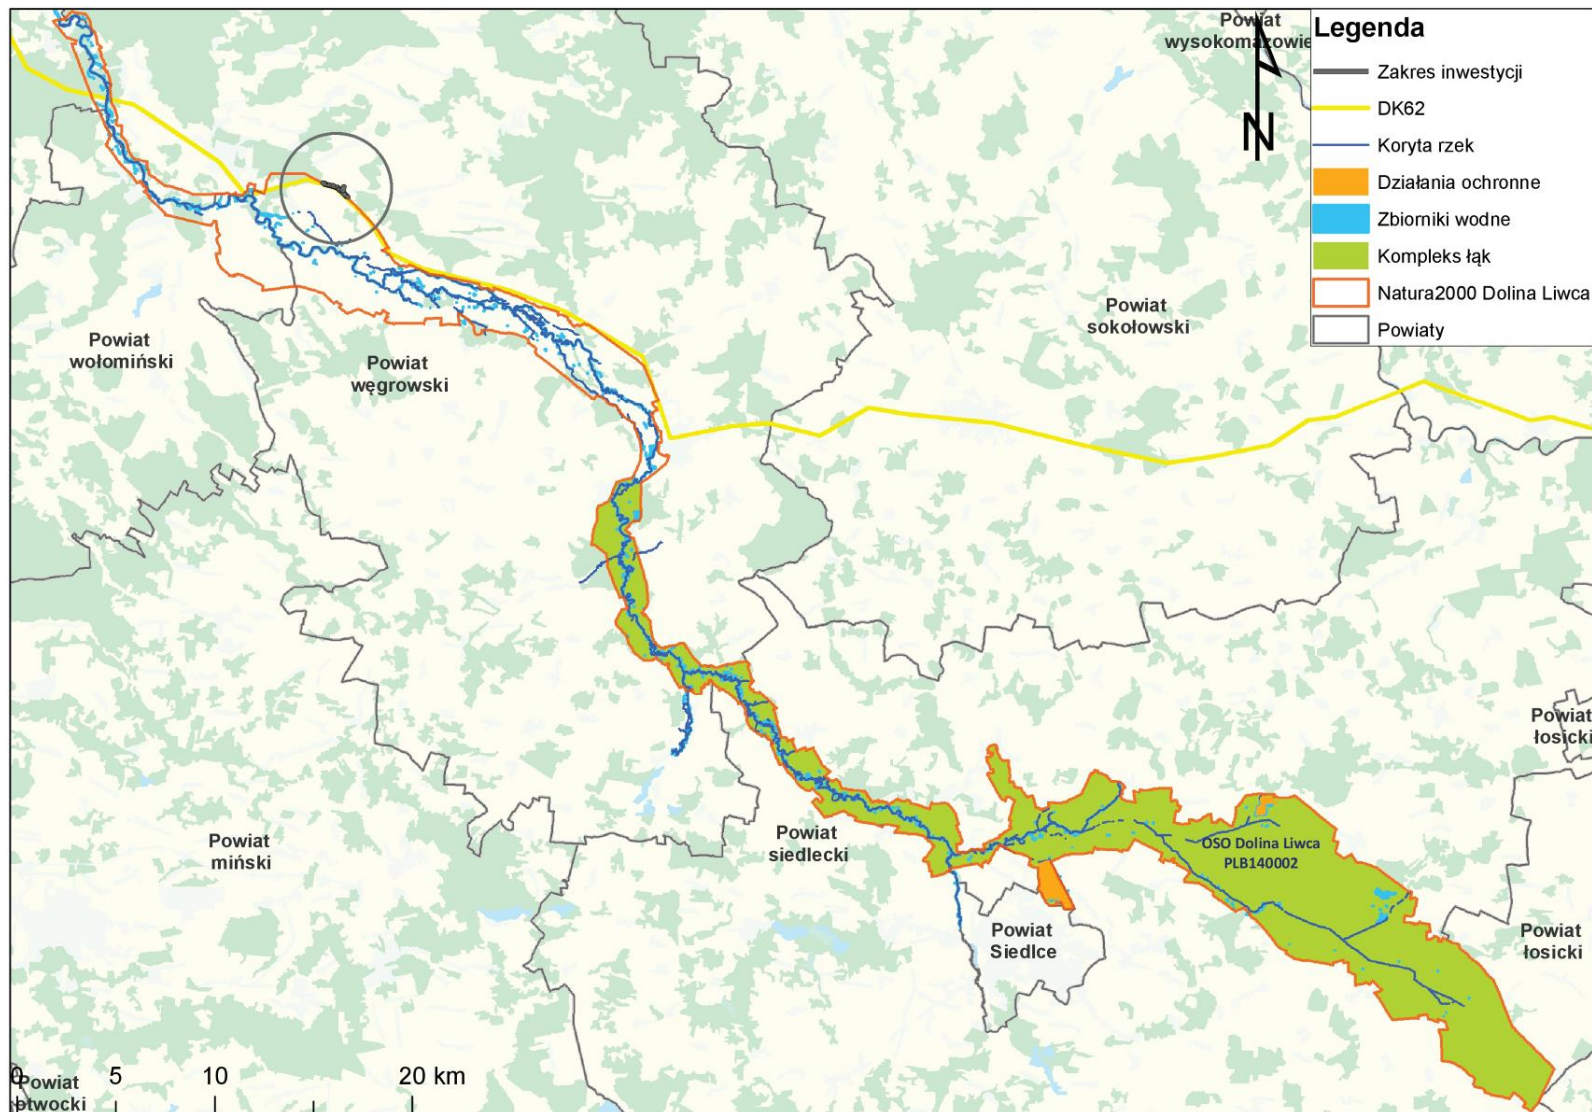 Powiat
wysokomazowie
Legenda
Zakres inwestycji
DK62
Koryta rzek
Działania ochronne
Zbiorniki wodne
Kompleks łąk
Natura2000 Dolina Liwca
Powiaty
N
Powiat
wołomiński
Powiat
węgrowski
Powiat
sokołowski
Powiat
łosicki
Powiat
miński
Powiat
siedlecki
OSO Dolina Liwca
PLB140002
Powiat
Siedlce
Powiat
łosicki
0 5 10 20 km
Powiat
otwocki